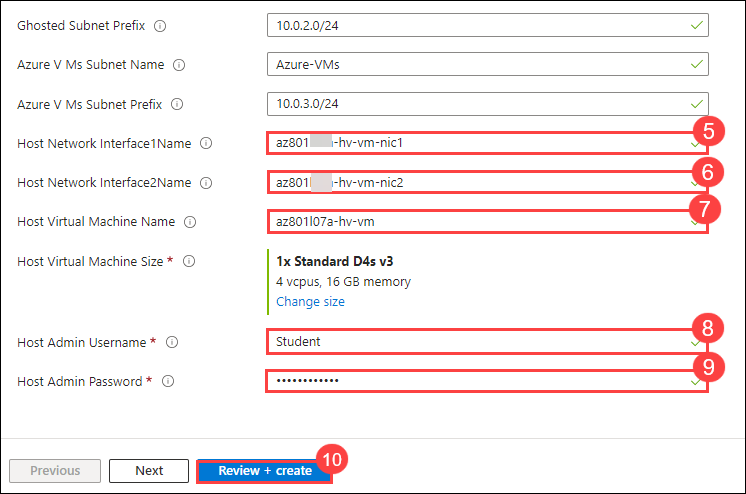 Ghosted Subnet Prefix 10.0.2.0/24
Azure V Ms Subnet Name Azure-VMs
Azure V Ms Subnet Prefix 10.0.3.0/24
5
Host Network Interface1Name az801 -hv-vm-nic1
6
Host Network Interface2Name az801 -hv-vm-nic2
7
Host Virtual Machine Name az801l07a-hv-vm
Host Virtual Machine Size * 1x Standard D4s v3
4 vcpus, 16 GB memory
Change size
8
Host Admin Username * Student
9
Host Admin Password * ••••••••••••
10
Previous Next Review + create